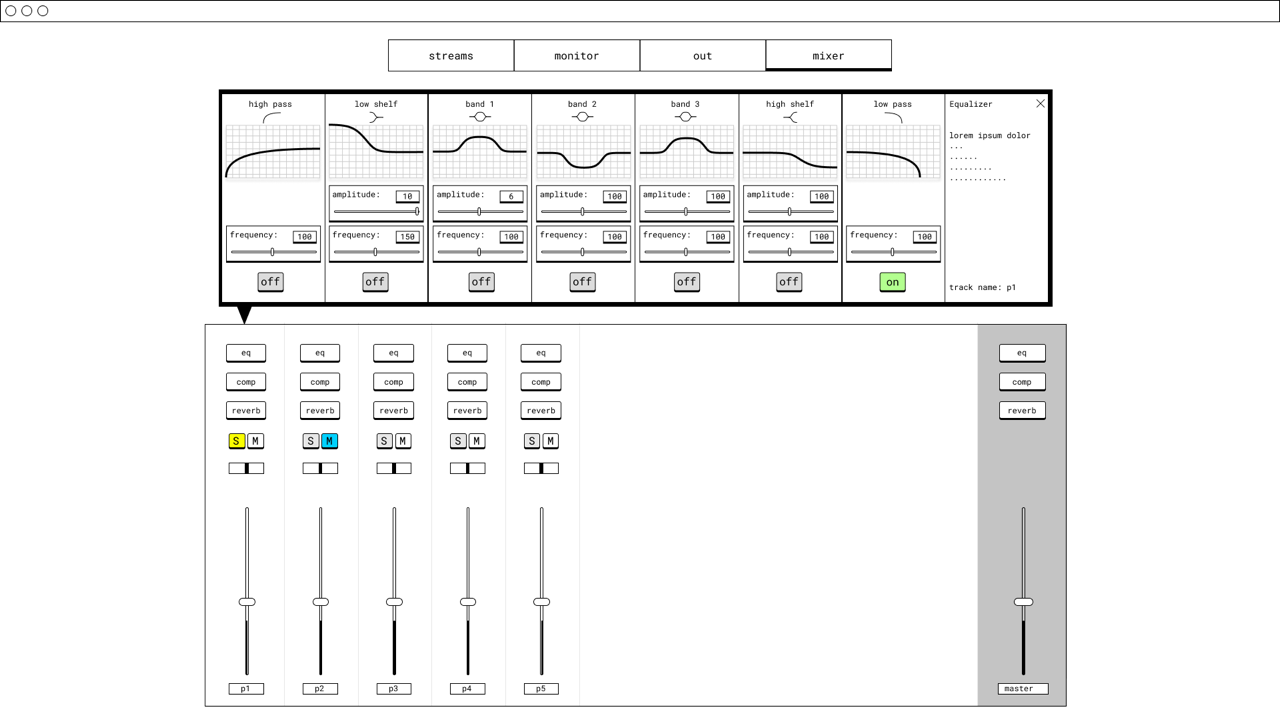 streams monitor out mixer
high pass low shelf band 1 band 2 band 3 high shelf low pass Equalizer
lorem ipsum dolor
...
......
.........
............
amplitude: 10 amplitude: 6 amplitude: 100 amplitude: 100 amplitude: 100
frequency: 100 frequency: 150 frequency: 100 frequency: 100 frequency: 100 frequency: 100 frequency: 100
off off off off off off on
track name: p1
eq eq eq eq eq eq
comp comp comp comp comp comp
reverb reverb reverb reverb reverb reverb
S M S M S M S M S M
p1 p2 p3 p4 p5 master